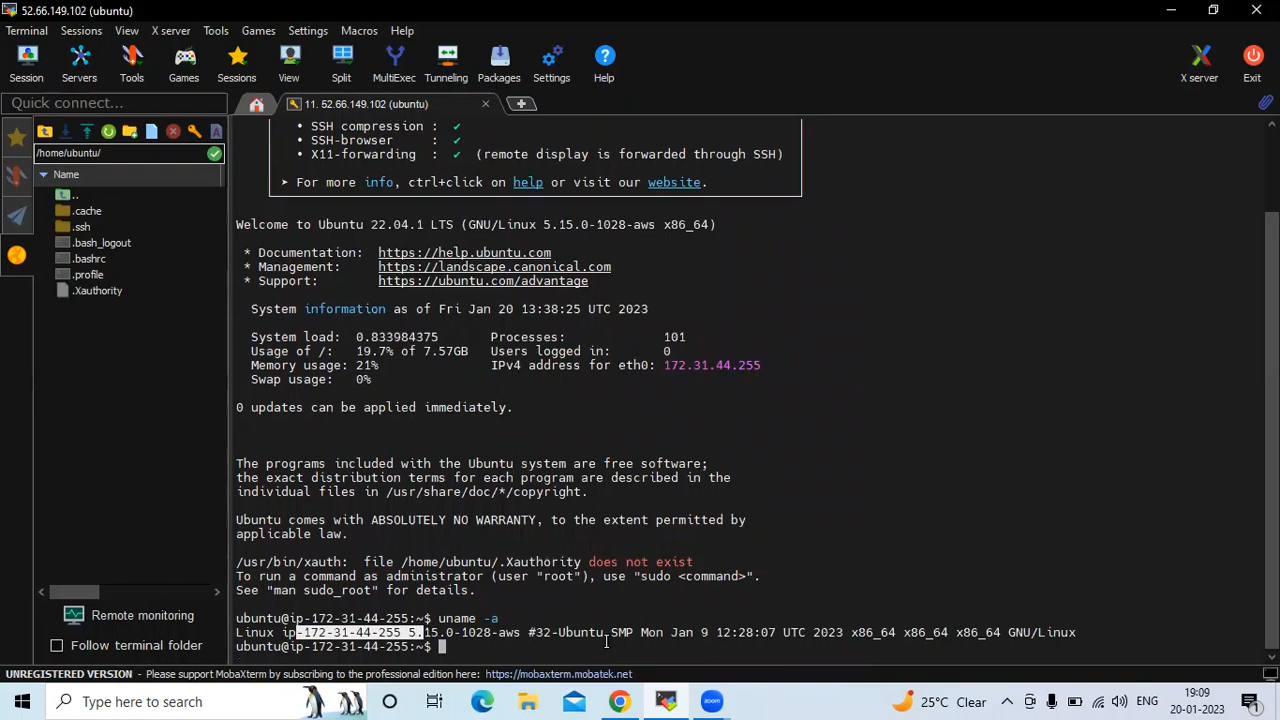 52.66.149.102 (ubuntu)
Terminal Sessions View X server Tools Games Settings Macros Help
Session Servers Tools Games Sessions View Split MultiExec Tunneling Packages Settings Help X server Exit
Quick connect...
11. 52.66.149.102 (ubuntu)
/home/ubuntu/
Name
..
.cache
.ssh
.bash_logout
.bashrc
.profile
.Xauthority
• SSH compression : ✔
• SSH-browser : ✔
• X11-forwarding : ✔ (remote display is forwarded through SSH)
➤ For more info, ctrl+click on help or visit our website.
Welcome to Ubuntu 22.04.1 LTS (GNU/Linux 5.15.0-1028-aws x86_64)
* Documentation: https://help.ubuntu.com
* Management: https://landscape.canonical.com
* Support: https://ubuntu.com/advantage
System information as of Fri Jan 20 13:38:25 UTC 2023
System load: 0.833984375 Processes: 101
Usage of /: 19.7% of 7.57GB Users logged in: 0
Memory usage: 21% IPv4 address for eth0: 172.31.44.255
Swap usage: 0%
0 updates can be applied immediately.
The programs included with the Ubuntu system are free software;
the exact distribution terms for each program are described in the
individual files in /usr/share/doc/*/copyright.
Ubuntu comes with ABSOLUTELY NO WARRANTY, to the extent permitted by
applicable law.
/usr/bin/xauth: file /home/ubuntu/.Xauthority does not exist
To run a command as administrator (user "root"), use "sudo <command>".
See "man sudo_root" for details.
ubuntu@ip-172-31-44-255:~$ uname -a
Linux ip-172-31-44-255 5.15.0-1028-aws #32-Ubuntu SMP Mon Jan 9 12:28:07 UTC 2023 x86_64 x86_64 x86_64 GNU/Linux
ubuntu@ip-172-31-44-255:~$
Remote monitoring
Follow terminal folder
UNREGISTERED VERSION - Please support MobaXterm by subscribing to the professional edition here: https://mobaxterm.mobatek.net
Type here to search
zoom
25°C Clear
ENG
19:09
20-01-2023
1